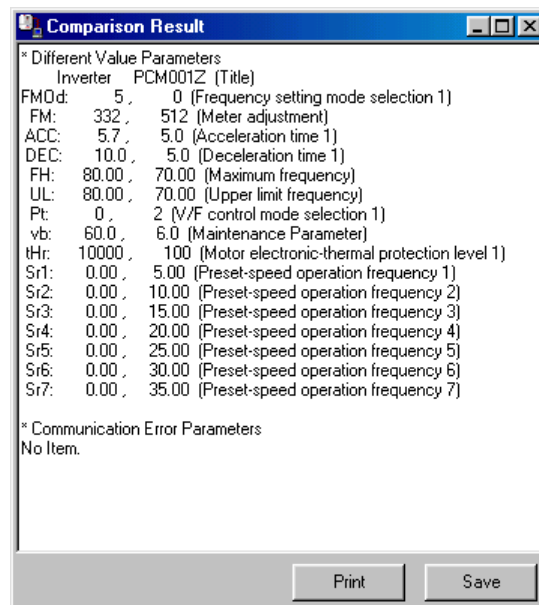 Comparison Result
* Different Value Parameters
Inverter PCM001Z (Title)
FMOd: 5 , 0 (Frequency setting mode selection 1)
FM: 332 , 512 (Meter adjustment)
ACC: 5.7 , 5.0 (Acceleration time 1)
DEC: 10.0 , 5.0 (Deceleration time 1)
FH: 80.00 , 70.00 (Maximum frequency)
UL: 80.00 , 70.00 (Upper limit frequency)
Pt: 0 , 2 (V/F control mode selection 1)
vb: 60.0 , 6.0 (Maintenance Parameter)
tHr: 10000 , 100 (Motor electronic-thermal protection level 1)
Sr1: 0.00 , 5.00 (Preset-speed operation frequency 1)
Sr2: 0.00 , 10.00 (Preset-speed operation frequency 2)
Sr3: 0.00 , 15.00 (Preset-speed operation frequency 3)
Sr4: 0.00 , 20.00 (Preset-speed operation frequency 4)
Sr5: 0.00 , 25.00 (Preset-speed operation frequency 5)
Sr6: 0.00 , 30.00 (Preset-speed operation frequency 6)
Sr7: 0.00 , 35.00 (Preset-speed operation frequency 7)
* Communication Error Parameters
No Item.
Print Save